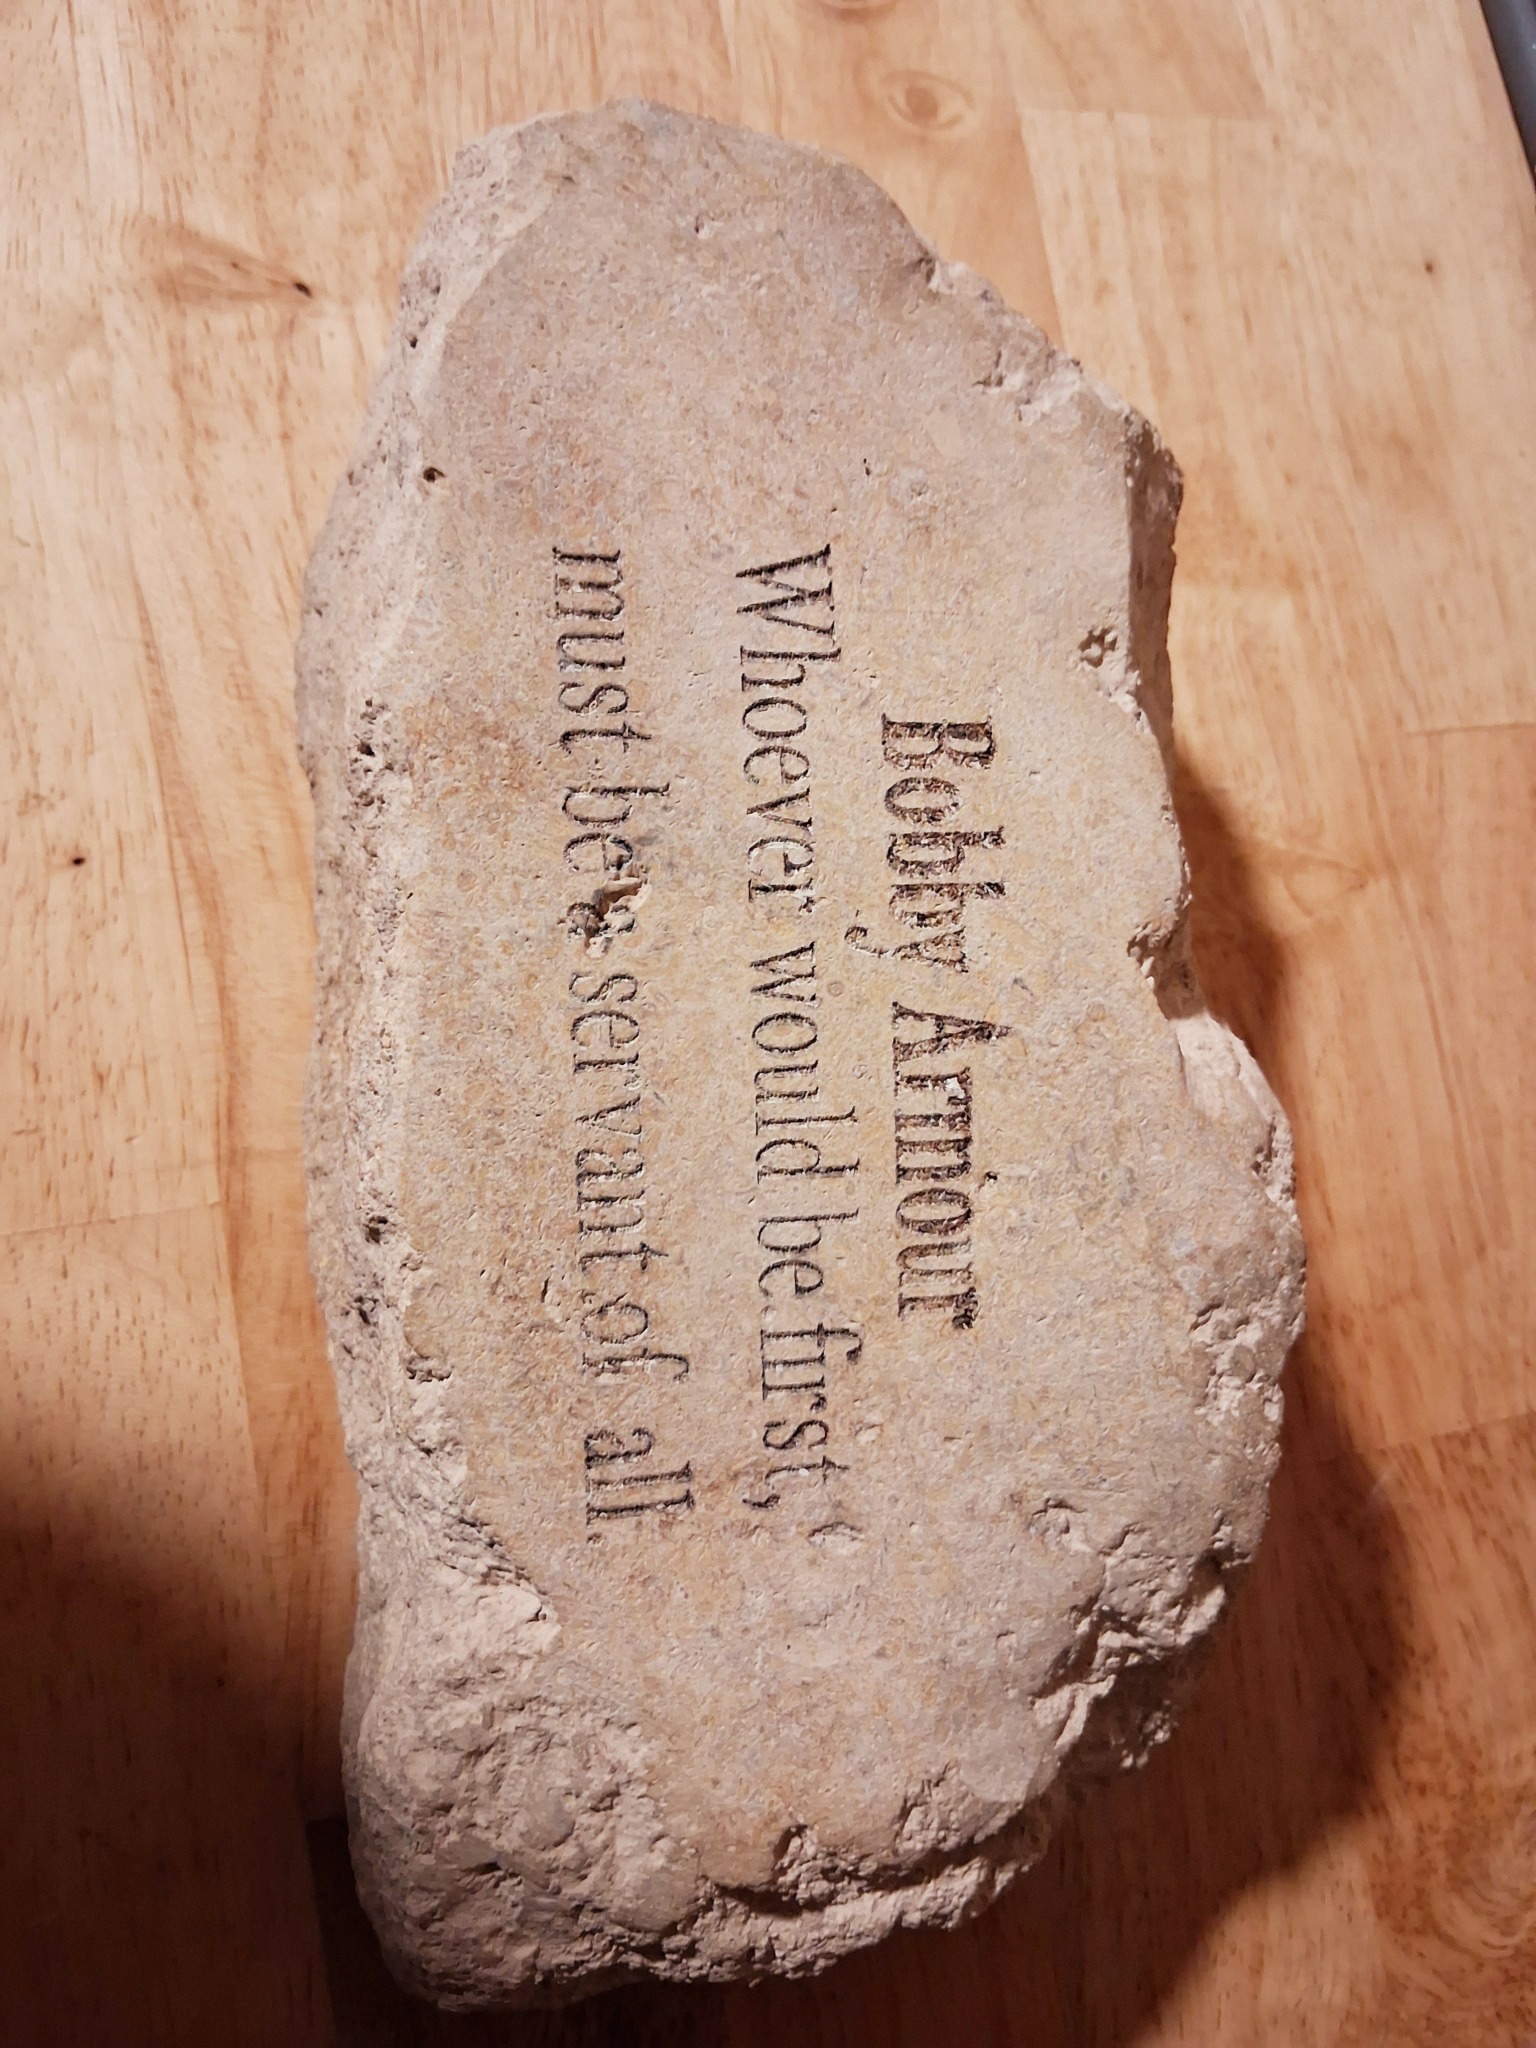 Bobby Armour
Whoever would be first,
must be a servant of all.